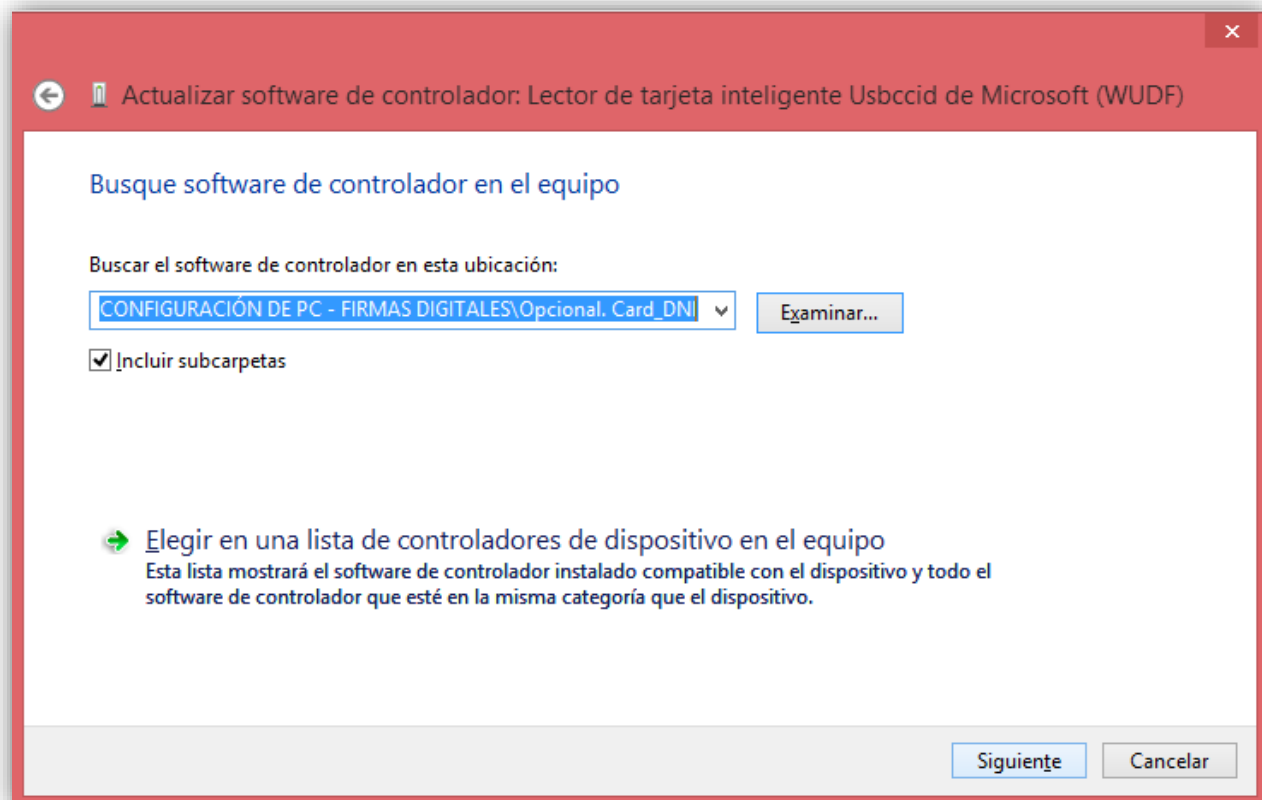 Actualizar software de controlador: Lector de tarjeta inteligente Usbccid de Microsoft (WUDF)
Busque software de controlador en el equipo
Buscar el software de controlador en esta ubicación:
CONFIGURACIÓN DE PC - FIRMAS DIGITALES\Opcional. Card_DNI
Examinar...
Incluir subcarpetas
Elegir en una lista de controladores de dispositivo en el equipo
Esta lista mostrará el software de controlador instalado compatible con el dispositivo y todo el
software de controlador que esté en la misma categoría que el dispositivo.
Siguiente
Cancelar